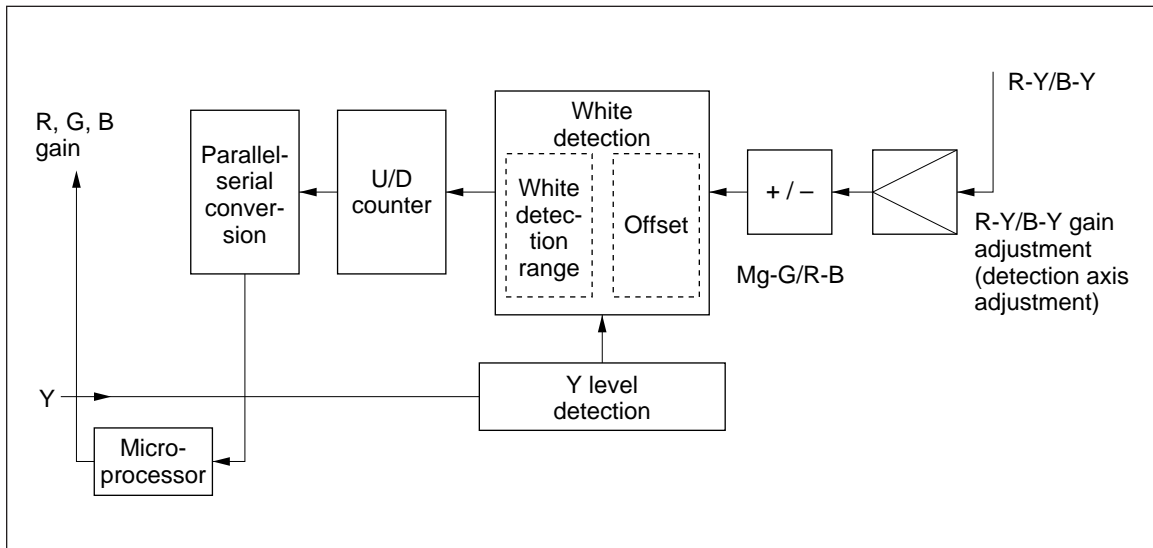 R, G, B
gain
Parallel-
serial
conver-
sion
U/D
counter
White
detection
White
detec-
tion
range
Offset
+ / –
Mg-G/R-B
R-Y/B-Y
R-Y/B-Y gain
adjustment
(detection axis
adjustment)
Y
Y level
detection
Micro-
processor